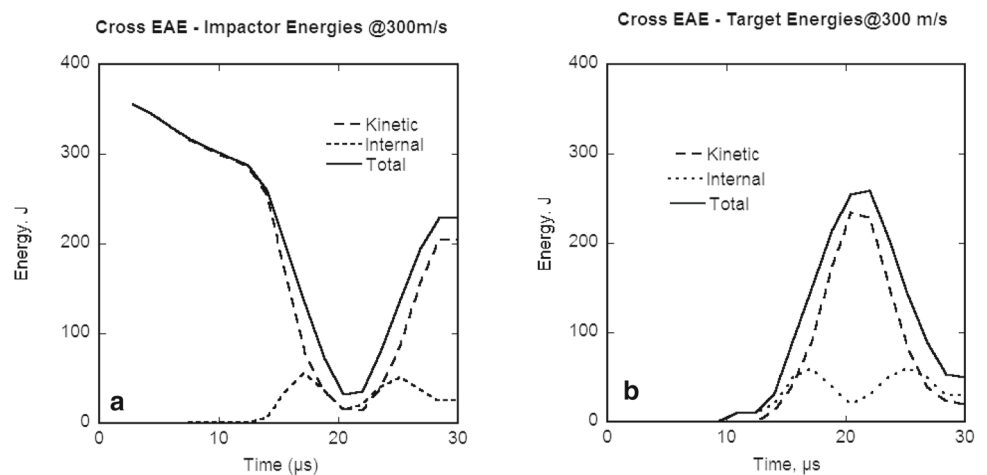 Cross EAE - Impactor Energies @300m/s
400
300
200
100
0
Energy. J
Kinetic
Internal
Total
a
0
10
20
30
Time (µs)
Cross EAE - Target Energies@300 m/s
400
300
200
100
0
Energy, J
Kinetic
Internal
Total
b
0
10
20
30
Time, µs